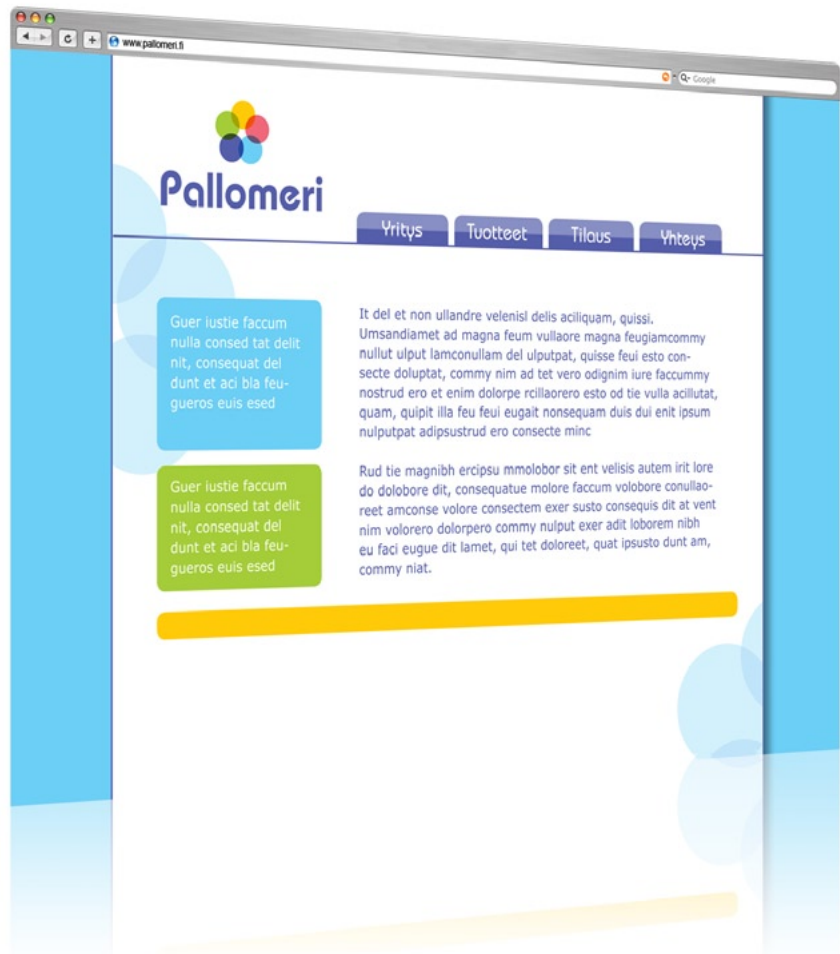 www.pallomeri.fi
Google
Pallomeri
Yritys
Tuotteet
Tilaus
Yhteys
Guer iustie faccum
nulla consed tat delit
nit, consequat del
dunt et aci bla feu-
gueros euis esed
Guer iustie faccum
nulla consed tat delit
nit, consequat del
dunt et aci bla feu-
gueros euis esed
It del et non ullandre velenisl delis aciliquam, quissi.
Umsandiamet ad magna feum vullaore magna feugiamcommy
nullut ulput lamconullam del ulputpat, quisse feui esto con-
secte doluptat, commy nim ad tet vero odignim iure faccummy
nostrud ero et enim dolorpe rcillaorero esto od tie vulla acillutat,
quam, quipit illa feu feui eugait nonsequam duis dui enit ipsum
nulputpat adipsustrud ero consecte minc
Rud tie magnibh ercipsu mmolobor sit ent velisis autem irit lore
do dolobore dit, consequatue molore faccum volobore conullao-
reet amconse volore consectem exer susto consequis dit at vent
nim volorero dolorpero commy nulput exer adit loborem nibh
eu faci eugue dit lamet, qui tet doloreet, quat ipsusto dunt am,
commy niat.